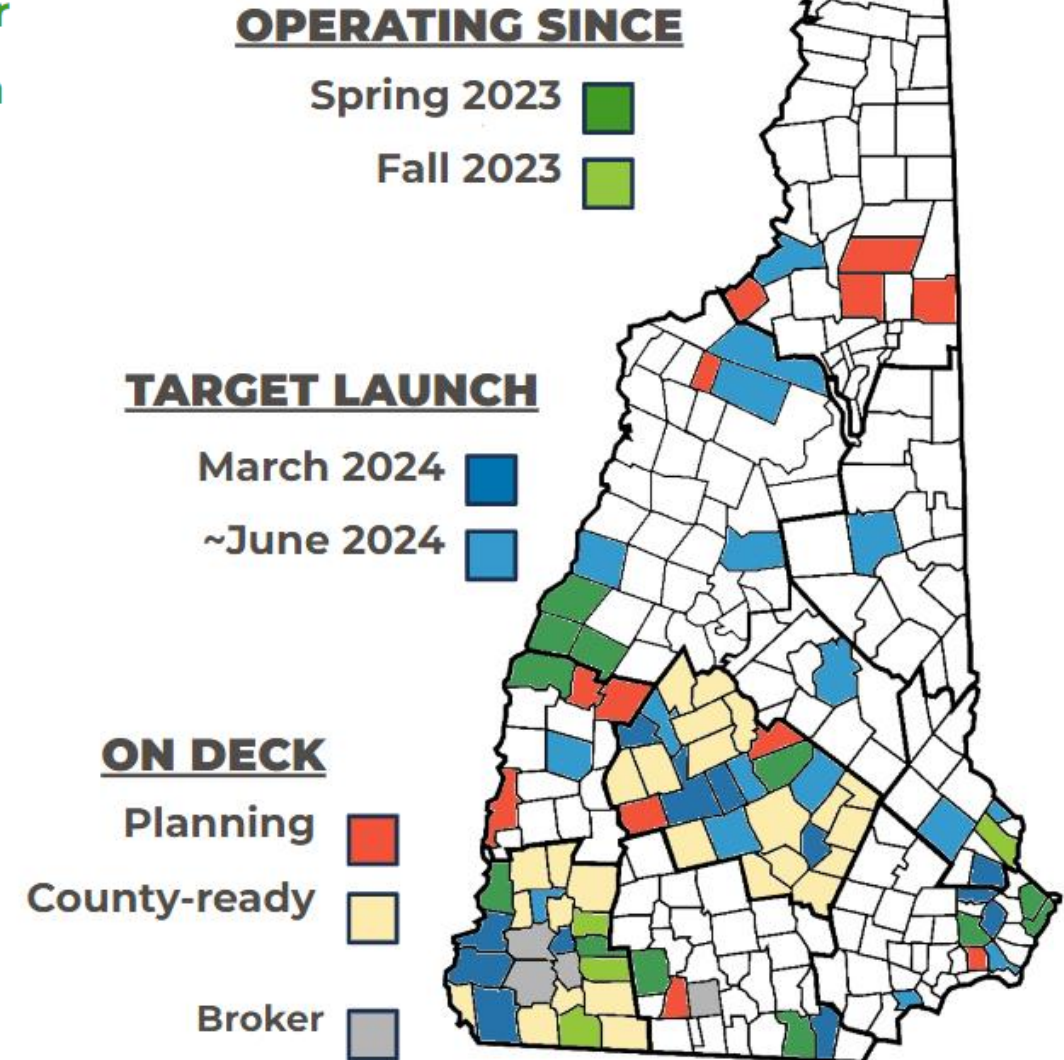 r
OPERATING SINCE
Spring 2023
Fall 2023
TARGET LAUNCH
March 2024
~June 2024
ON DECK
Planning
County-ready
Broker